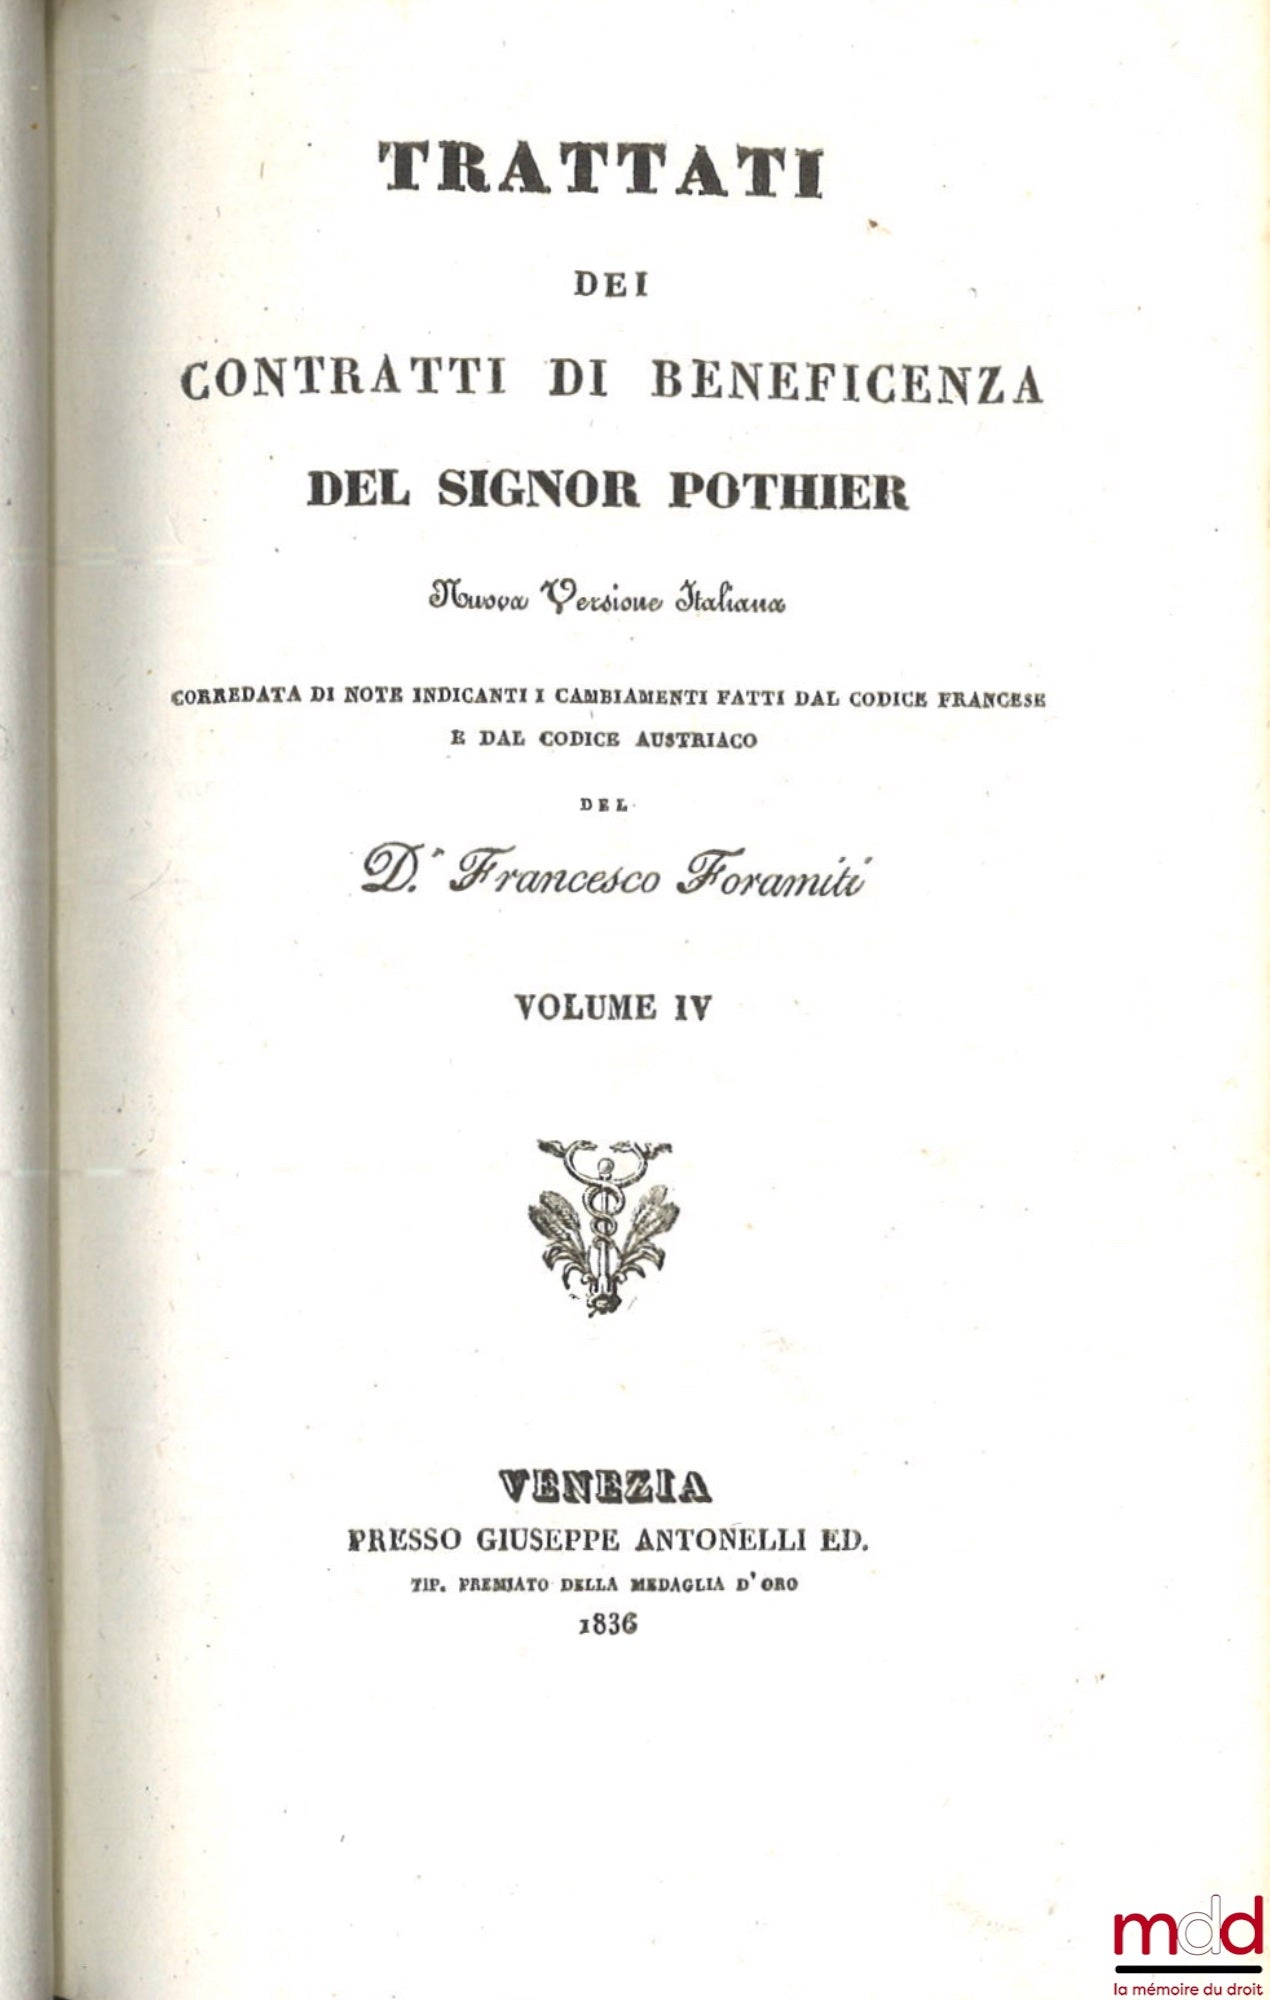 TRATTATI
DEI
CONTRATTI DI BENEFICENZA
DEL SIGNOR POTHIER
Nuova Versione Italiana
CORREDATA DI NOTE INDICANTI I CAMBIAMENTI FATTI DAL CODICE FRANCESE
E DAL CODICE AUSTRIACO
DEL
D.r Francesco Foramiti
VOLUME IV
VENEZIA
PRESSO GIUSEPPE ANTONELLI ED.
TIP. PREMIATO DELLA MEDAGLIA D'ORO
1836
mdd
la mémoire du droit